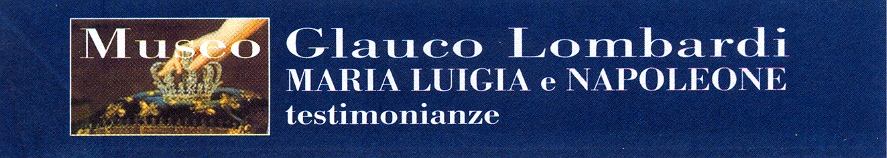 Museo Glauco Lombardi
MARIA LUIGIA e NAPOLEONE
testimonianze